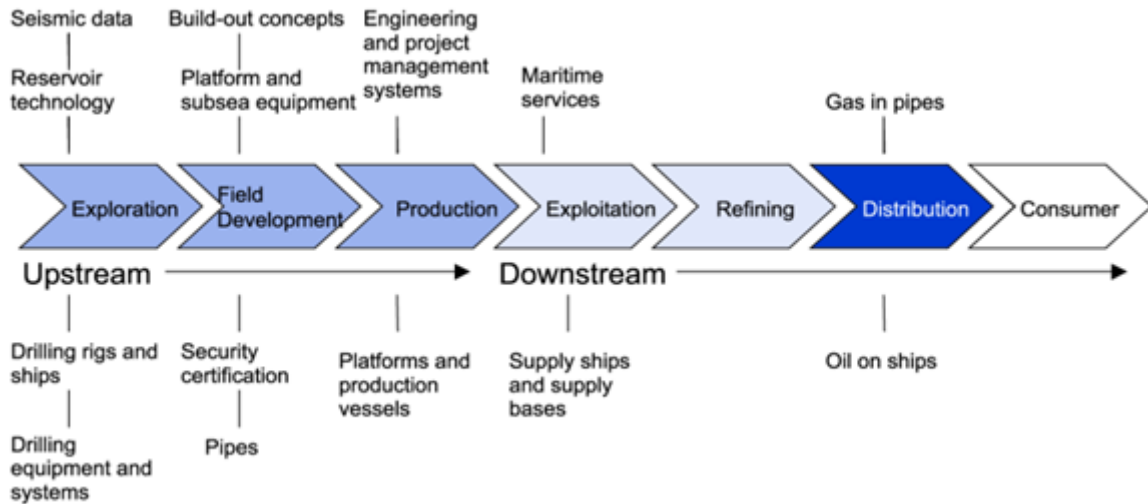 Seismic data
Build-out concepts
Engineering
and project
management
systems
Reservoir
technology
Platform and
subsea equipment
Maritime
services
Gas in pipes
Exploration
Field
Development
Production
Exploitation
Refining
Distribution
Consumer
Upstream
Downstream
Drilling rigs and
ships
Security
certification
Platforms and
production
vessels
Supply ships
and supply
bases
Oil on ships
Drilling
equipment and
systems
Pipes